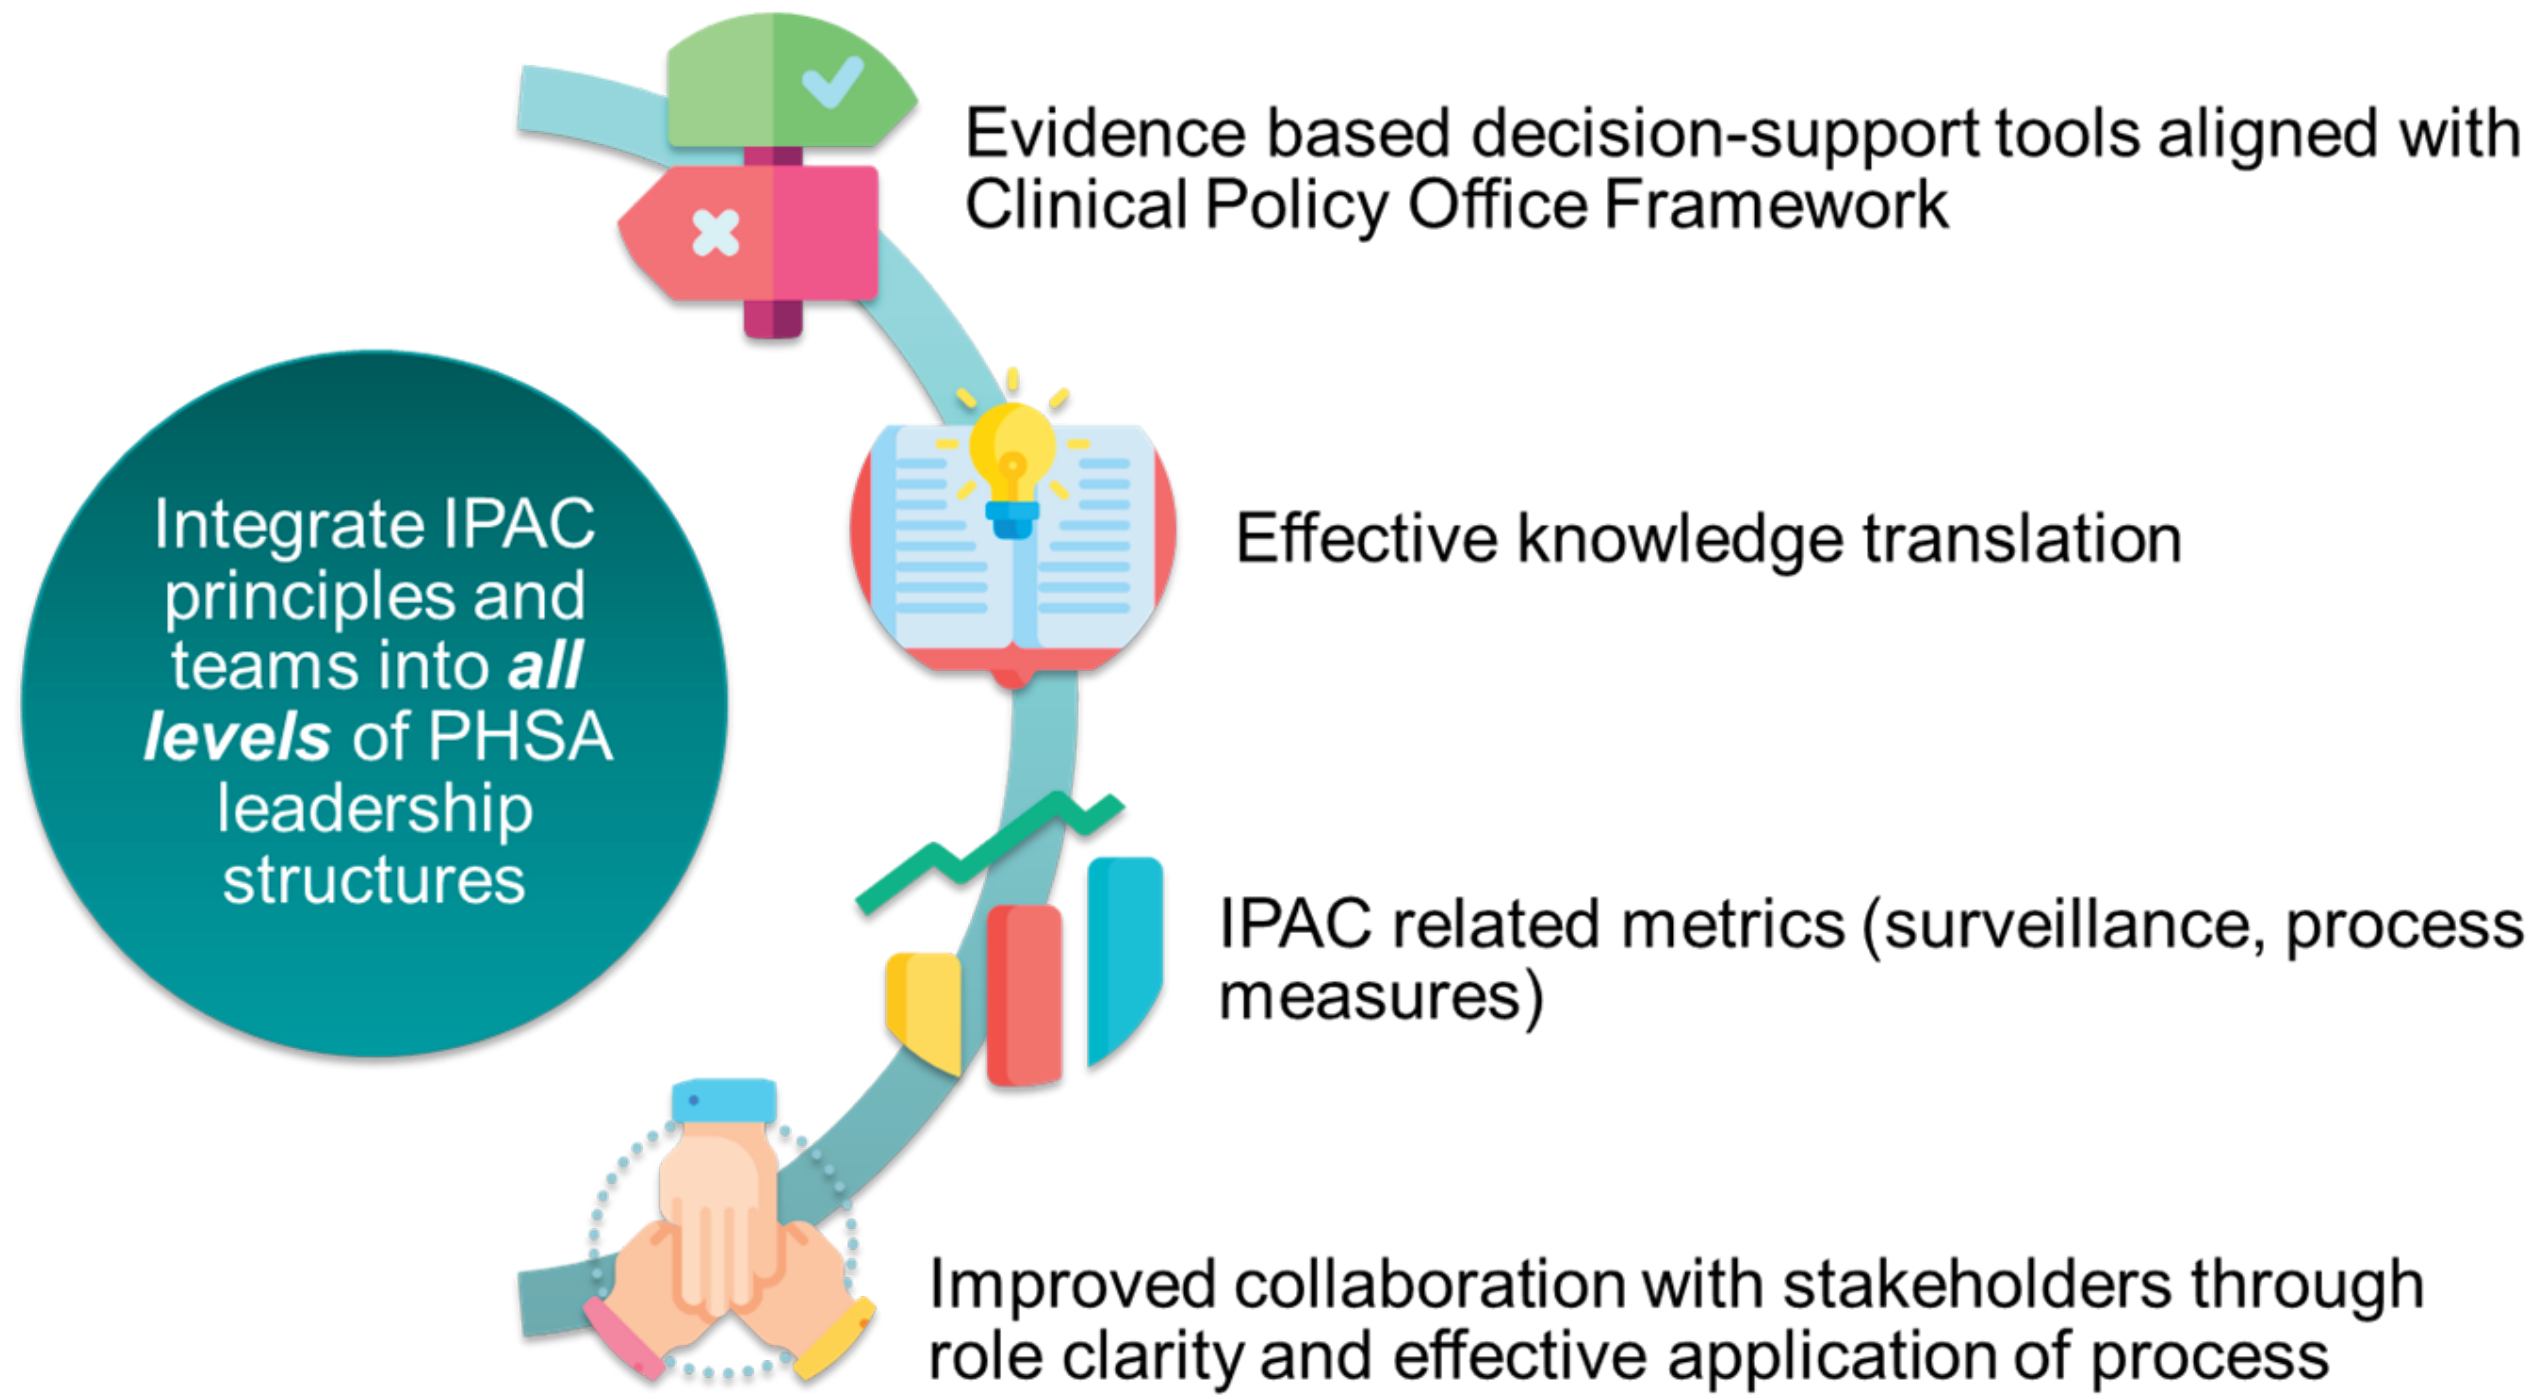 Evidence based decision-support tools aligned with
Clinical Policy Office Framework
Integrate IPAC
principles and
teams into all
levels of PHSA
leadership
structures
Effective knowledge translation
IPAC related metrics (surveillance, process
measures)
Improved collaboration with stakeholders through
role clarity and effective application of process